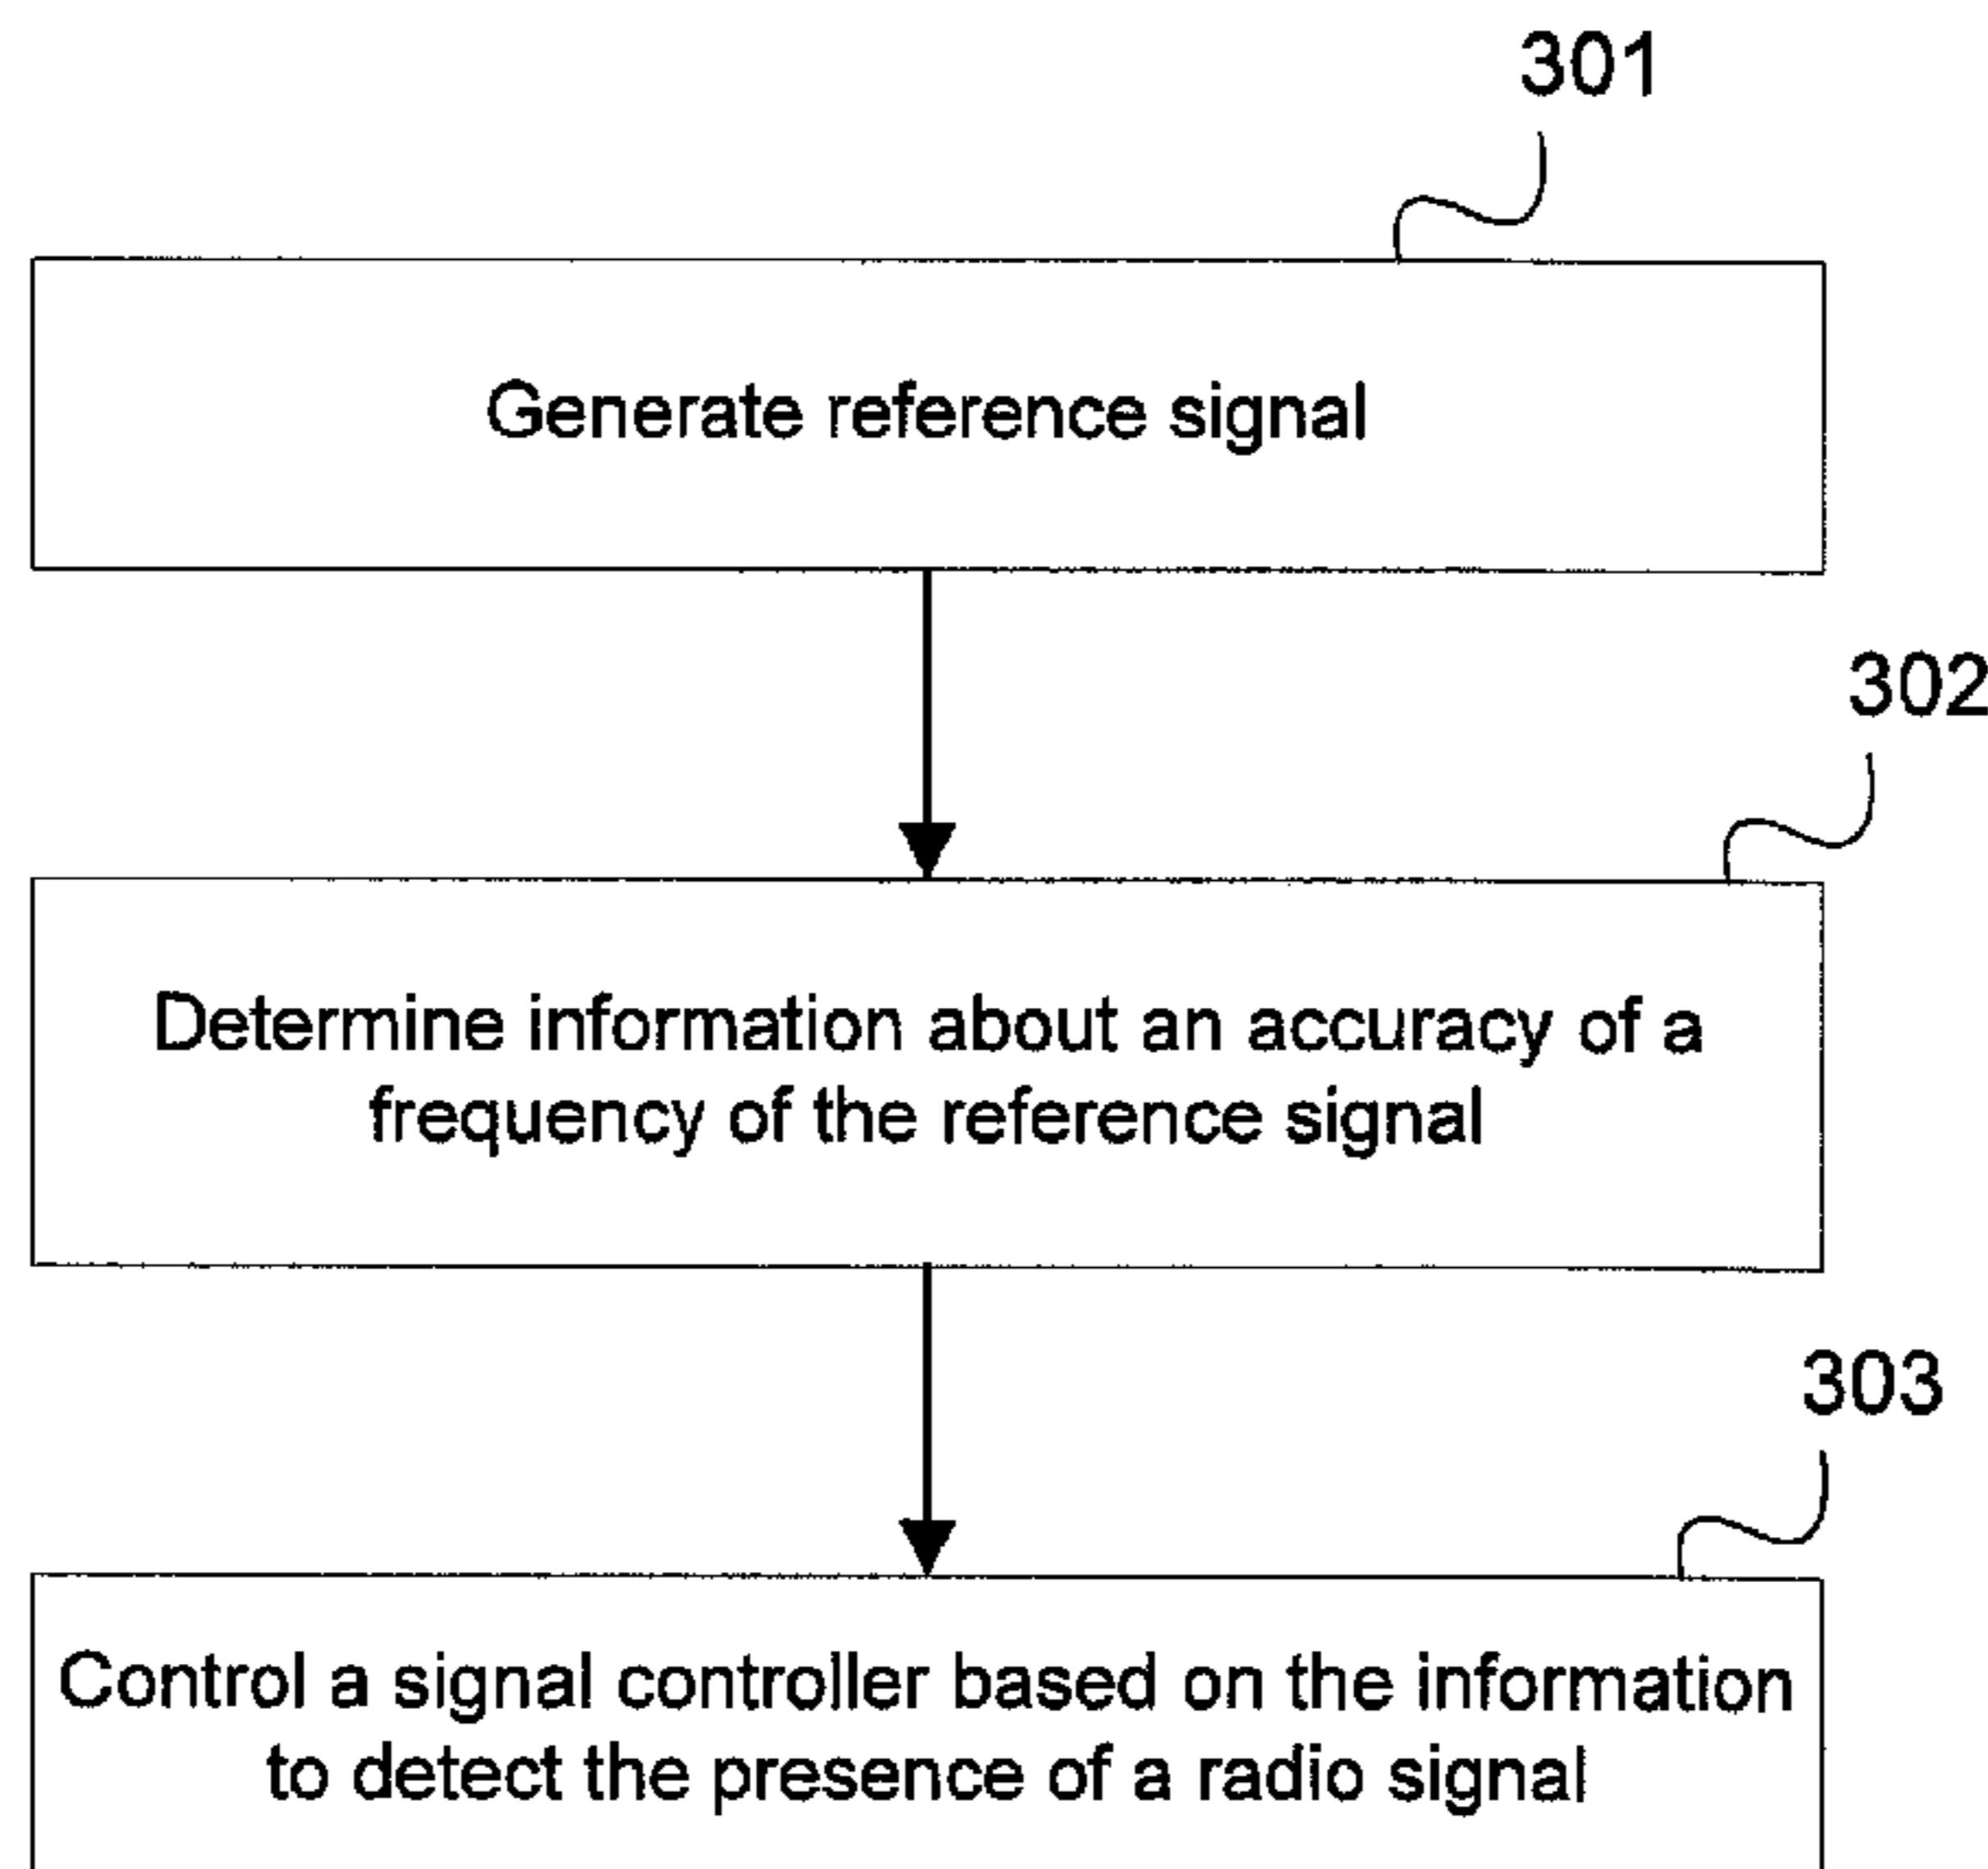 301
Generate reference signal
302
Determine information about an accuracy of a
frequency of the reference signal
303
Control a signal controller based on the information
to detect the presence of a radio signal